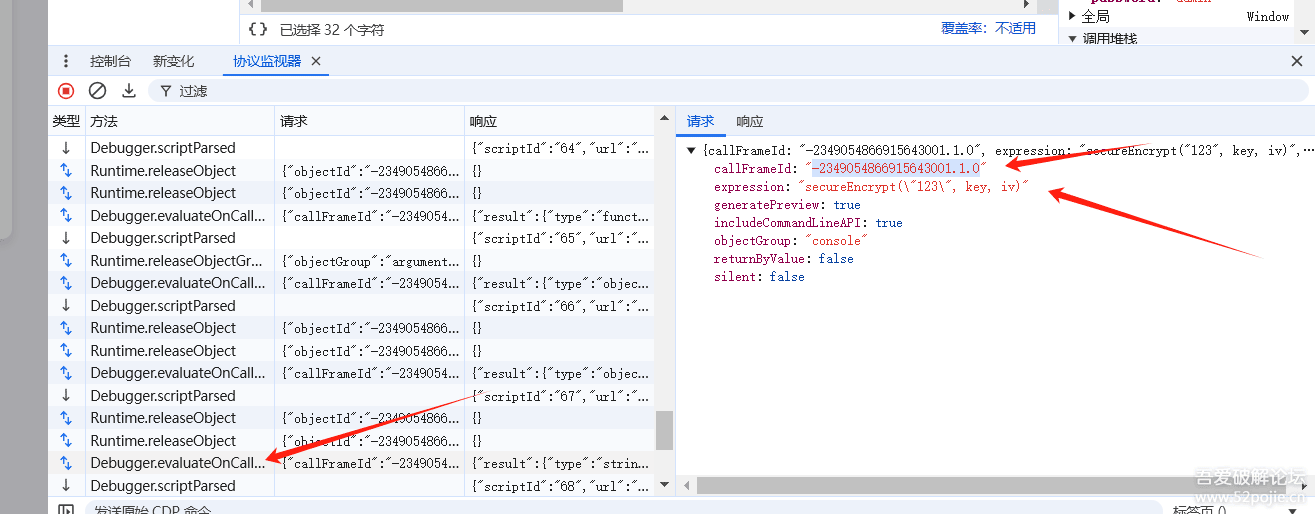 password: "admin"
{} 已选择 32 个字符
覆盖率：不适用
全局 Window
调用堆栈
控制台 新变化 协议监视器
过滤
类型 方法 请求 响应
Debugger.scriptParsed {"scriptId":"64","url":"...
Runtime.releaseObject {"objectId":"-2349054866... {}
Runtime.releaseObject {"objectId":"-2349054866... {}
Debugger.evaluateOnCall... {"callFrameId":"-2349054... {"result":{"type":"funct...
Debugger.scriptParsed {"scriptId":"65","url":"...
Runtime.releaseObjectGr... {"objectGroup":"argument... {}
Debugger.evaluateOnCall... {"callFrameId":"-2349054... {"result":{"type":"objec...
Debugger.scriptParsed {"scriptId":"66","url":"...
Runtime.releaseObject {"objectId":"-2349054866... {}
Runtime.releaseObject {"objectId":"-2349054866... {}
Debugger.evaluateOnCall... {"callFrameId":"-2349054... {"result":{"type":"objec...
Debugger.scriptParsed {"scriptId":"67","url":"...
Runtime.releaseObject {"objectId":"-2349054866... {}
Runtime.releaseObject {"objectId":"-2349054866... {}
Debugger.evaluateOnCall... {"callFrameId":"-2349054... {"result":{"type":"strin...
Debugger.scriptParsed {"scriptId":"68","url":"...
发送原始 CDP 命令
请求 响应
{callFrameId: "-2349054866915643001.1.0", expression: "secureEncrypt("123", key, iv)",...
callFrameId: "-2349054866915643001.1.0"
expression: "secureEncrypt(\"123\", key, iv)"
generatePreview: true
includeCommandLineAPI: true
objectGroup: "console"
returnByValue: false
silent: false
标签页 ()
吾爱破解论坛
www.52pojie.cn